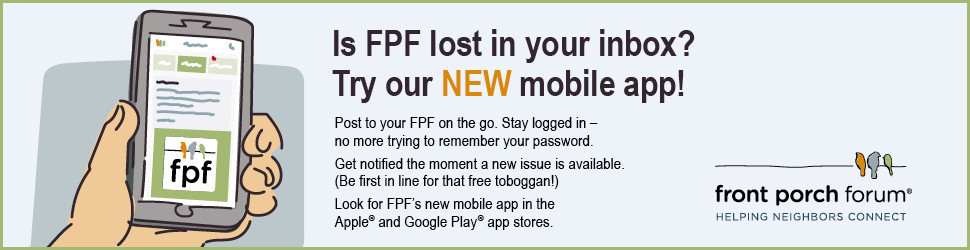 Is FPF lost in your inbox?
Try our NEW mobile app!
Post to your FPF on the go. Stay logged in –
no more trying to remember your password.
Get notified the moment a new issue is available.
(Be first in line for that free toboggan!)
Look for FPF's new mobile app in the
Apple® and Google Play® app stores.
fpf
front porch forum®
HELPING NEIGHBORS CONNECT